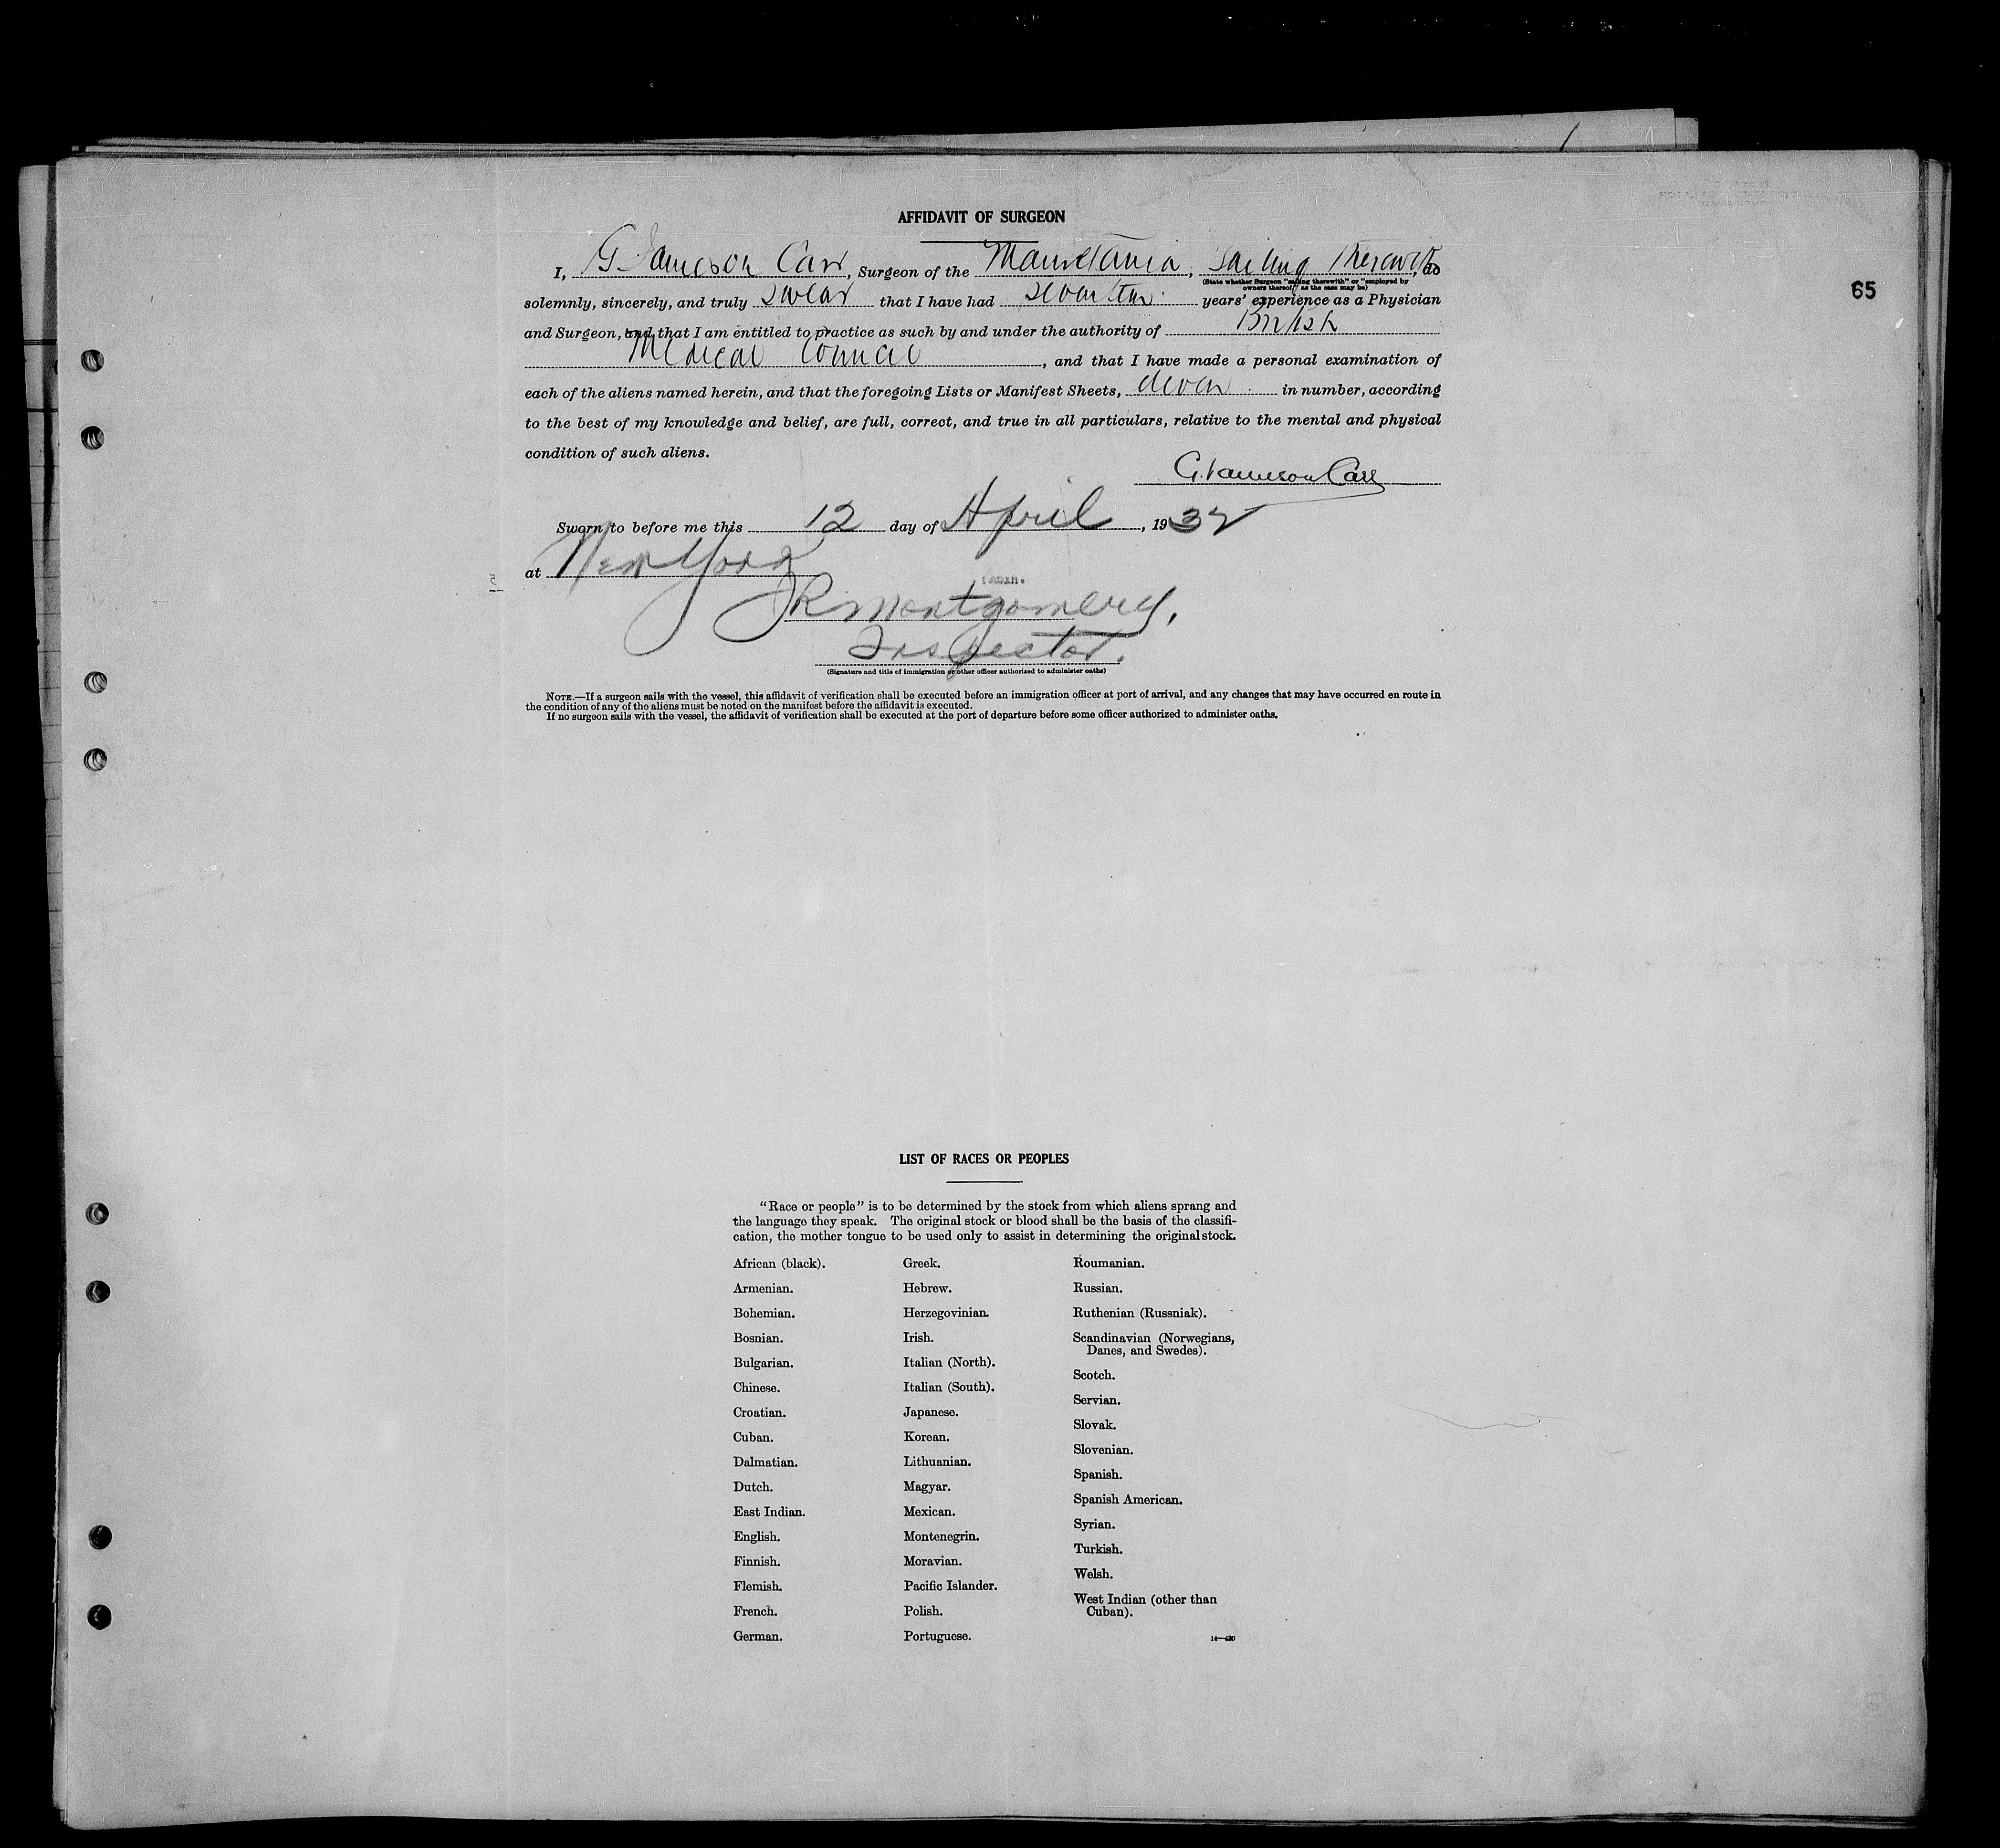 AFFIDAVIT OF SURGEON
I, G Jameson Carr, Surgeon of the Mauretania, Sailing therewith, do
(State whether Surgeon "sailing therewith" or "employed by
owners thereof," as the case may be)
solemnly, sincerely, and truly swear that I have had seventeen years' experience as a Physician
and Surgeon, and that I am entitled to practice as such by and under the authority of British
Medical Council, and that I have made a personal examination of
each of the aliens named herein, and that the foregoing Lists or Manifest Sheets, eleven in number, according
to the best of my knowledge and belief, are full, correct, and true in all particulars, relative to the mental and physical
condition of such aliens.
G. Jameson Carr
Sworn to before me this 12 day of April, 1932
at New York
JR Montgomery,
Inspector.
(Signature and title of immigration or other officer authorized to administer oaths)
NOTE.—If a surgeon sails with the vessel, this affidavit of verification shall be executed before an immigration officer at port of arrival, and any changes that may have occurred en route in
the condition of any of the aliens must be noted on the manifest before the affidavit is executed.
If no surgeon sails with the vessel, the affidavit of verification shall be executed at the port of departure before some officer authorized to administer oaths.
65
LIST OF RACES OR PEOPLES
"Race or people" is to be determined by the stock from which aliens sprang and
the language they speak. The original stock or blood shall be the basis of the classifi-
cation, the mother tongue to be used only to assist in determining the original stock.
African (black).
Armenian.
Bohemian.
Bosnian.
Bulgarian.
Chinese.
Croatian.
Cuban.
Dalmatian.
Dutch.
East Indian.
English.
Finnish.
Flemish.
French.
German.
Greek.
Hebrew.
Herzegovinian.
Irish.
Italian (North).
Italian (South).
Japanese.
Korean.
Lithuanian.
Magyar.
Mexican.
Montenegrin.
Moravian.
Pacific Islander.
Polish.
Portuguese.
Roumanian.
Russian.
Ruthenian (Russniak).
Scandinavian (Norwegians,
Danes, and Swedes).
Scotch.
Servian.
Slovak.
Slovenian.
Spanish.
Spanish American.
Syrian.
Turkish.
Welsh.
West Indian (other than
Cuban).
14—430